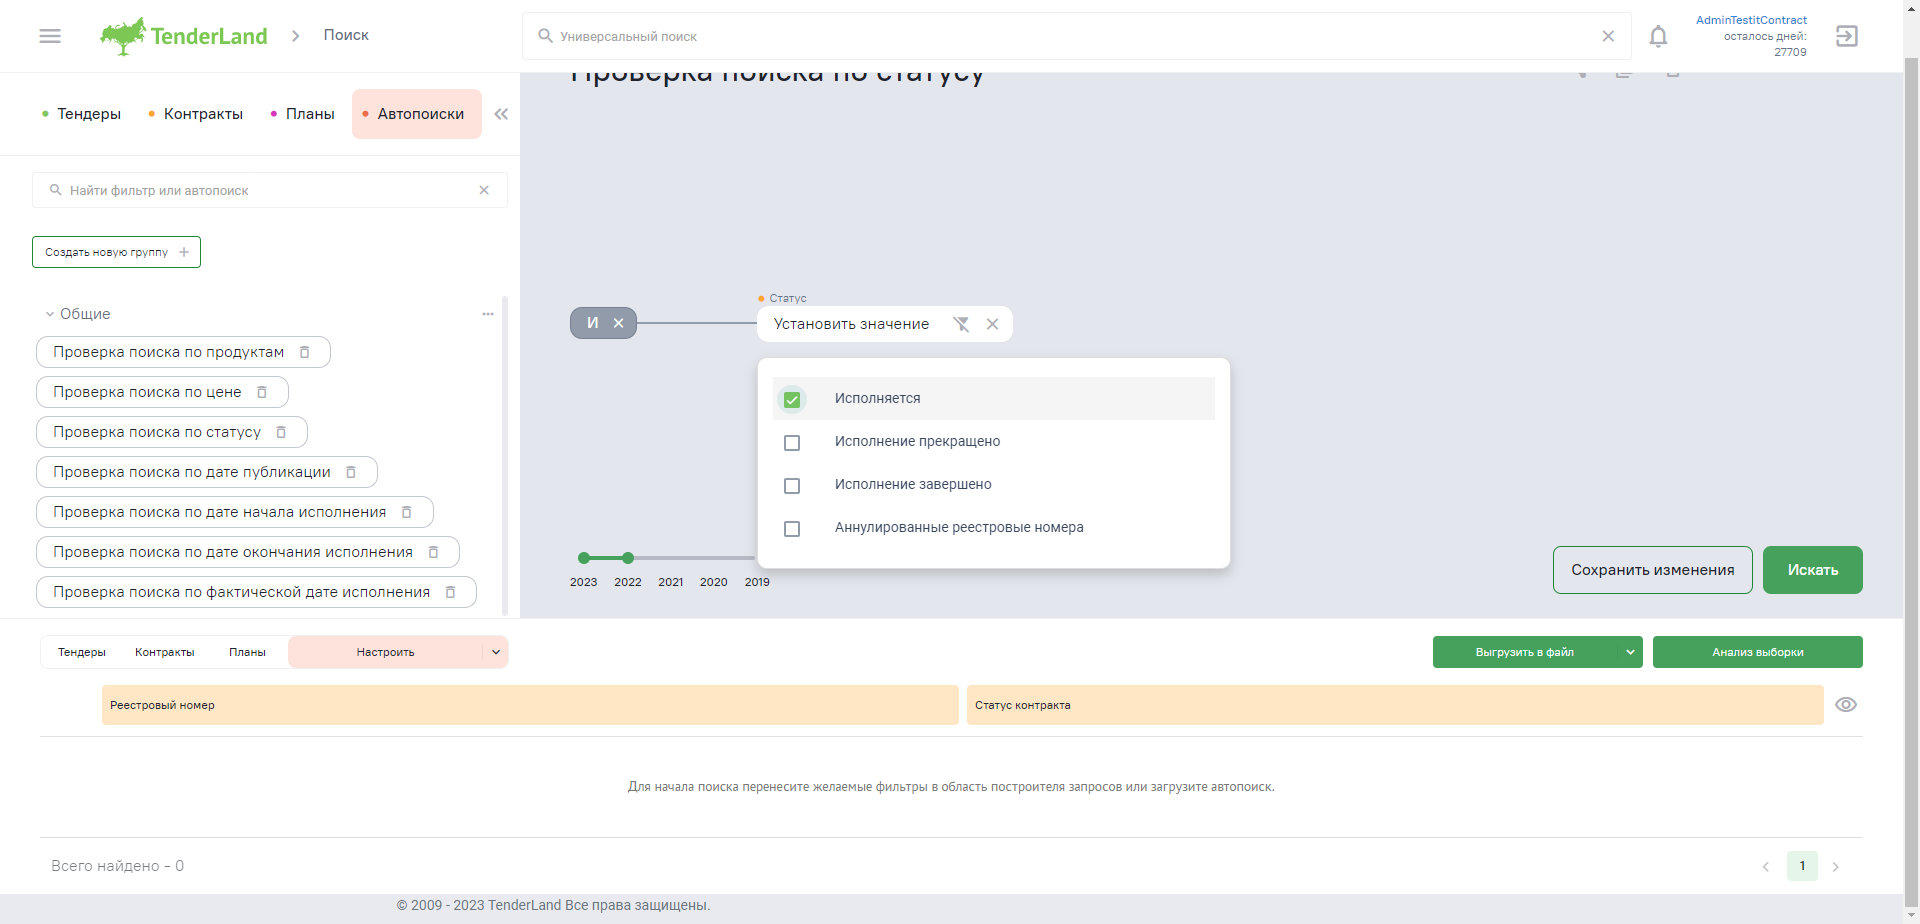 TenderLand
Поиск
Универсальный поиск
AdminTestitContract
осталось дней:
27709
Тендеры
Контракты
Планы
Автопоиски
Проверка поиска по статусу
Найти фильтр или автопоиск
Создать новую группу
Общие
Проверка поиска по продуктам
Проверка поиска по цене
Проверка поиска по статусу
Проверка поиска по дате публикации
Проверка поиска по дате начала исполнения
Проверка поиска по дате окончания исполнения
Проверка поиска по фактической дате исполнения
Статус
И
Установить значение
Исполняется
Исполнение прекращено
Исполнение завершено
Аннулированные реестровые номера
2023 2022 2021 2020 2019
Сохранить изменения
Искать
Тендеры
Контракты
Планы
Настроить
Выгрузить в файл
Анализ выборки
Реестровый номер
Статус контракта
Для начала поиска перенесите желаемые фильтры в область построителя запросов или загрузите автопоиск.
Всего найдено - 0
1
© 2009 - 2023 TenderLand Все права защищены.